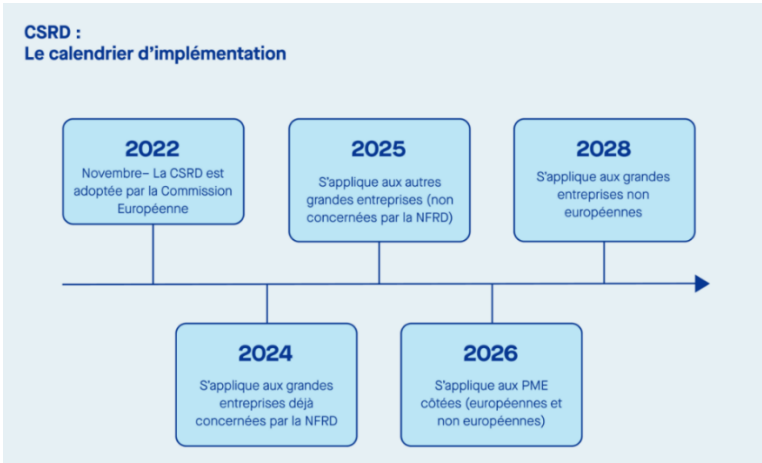 CSRD :
Le calendrier d’implémentation
2022
Novembre– La CSRD est
adoptée par la Commission
Européenne
2025
S’applique aux autres
grandes entreprises (non
concernées par la NFRD)
2028
S’applique aux grandes
entreprises non
européennes
2024
S’applique aux grandes
entreprises déjà
concernées par la NFRD
2026
S’applique aux PME
côtées (européennes et
non européennes)